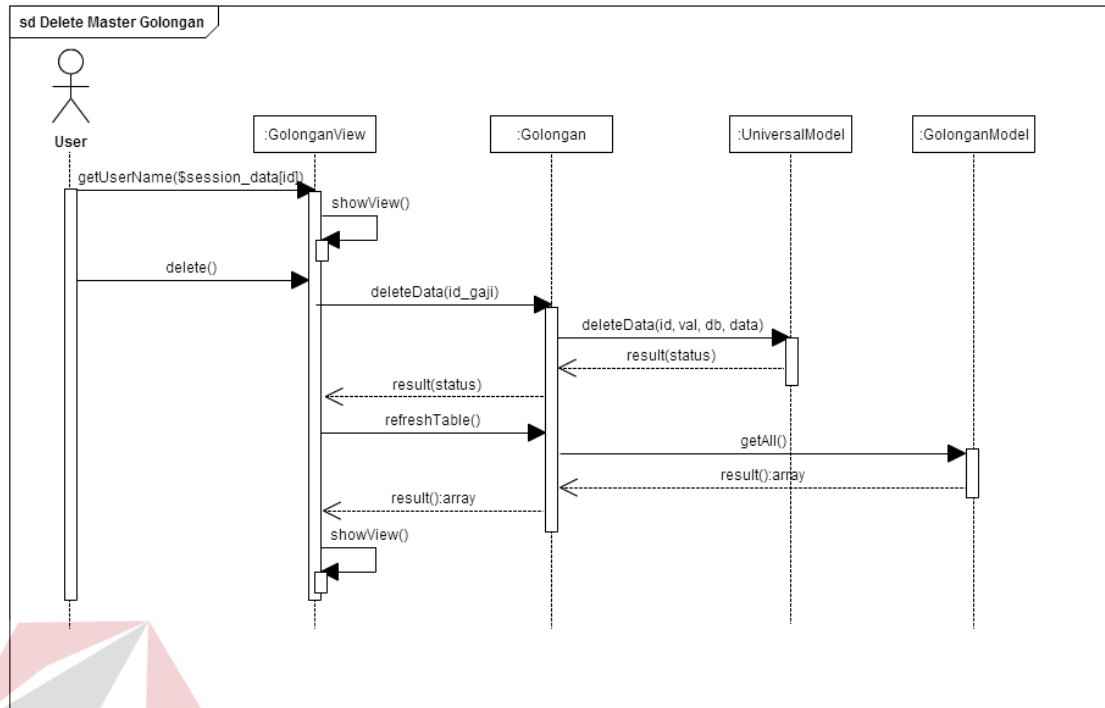 sd Delete Master Golongan
User
:GolonganView
:Golongan
:UniversalModel
:GolonganModel
getUserName($session_data[id])
showView()
delete()
deleteData(id_gaji)
deleteData(id, val, db, data)
result(status)
result(status)
refreshTable()
getAll()
result():array
result():array
showView()